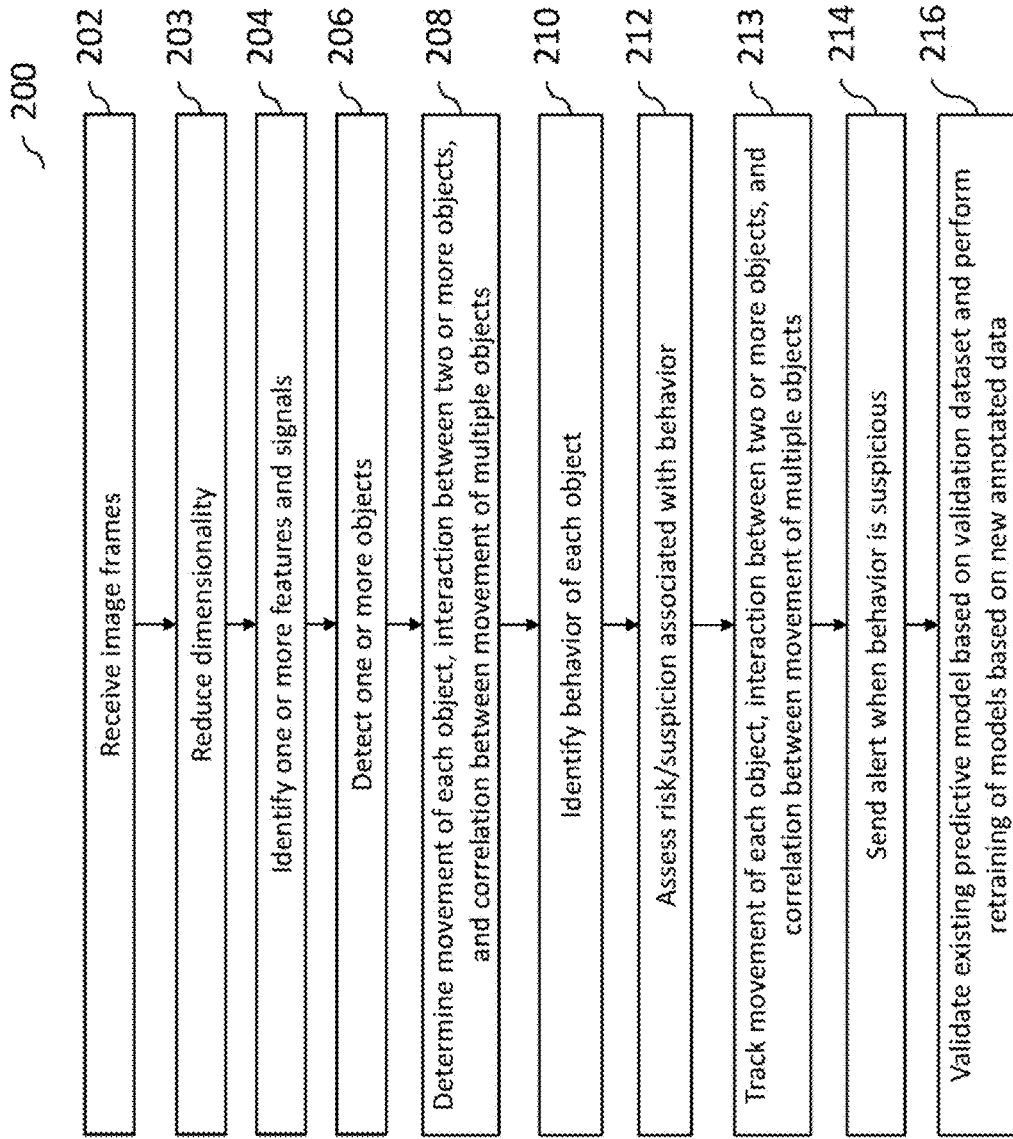 200
Receive image frames
202
Reduce dimensionality
203
Identify one or more features and signals
204
Detect one or more objects
206
Determine movement of each object, interaction between two or more objects,
and correlation between movement of multiple objects
208
Identify behavior of each object
210
Assess risk/suspicion associated with behavior
212
Track movement of each object, interaction between two or more objects, and
correlation between movement of multiple objects
213
Send alert when behavior is suspicious
214
Validate existing predictive model based on validation dataset and perform
retraining of models based on new annotated data
216